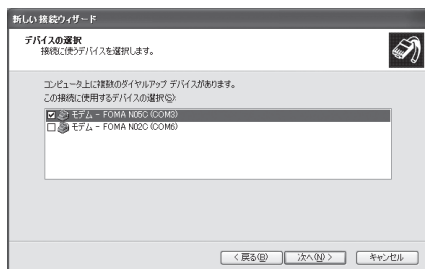 新しい接続ウィザード
デバイスの選択
接続に使うデバイスを選択します。
コンピュータ上に複数のダイヤルアップ デバイスがあります。
この接続に使用するデバイスの選択(S):
モデム - FOMA N05C (COM3)
モデム - FOMA N02C (COM6)
< 戻る(B)
次へ(N) >
キャンセル